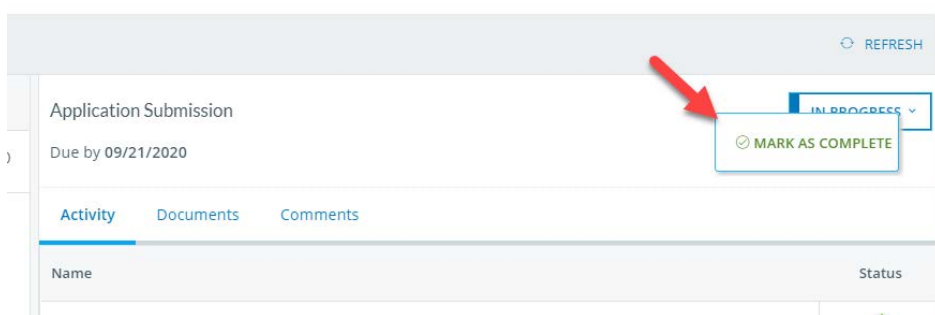 REFRESH
Application Submission
IN PROGRESS
Due by 09/21/2020
MARK AS COMPLETE
Activity Documents Comments
Name Status